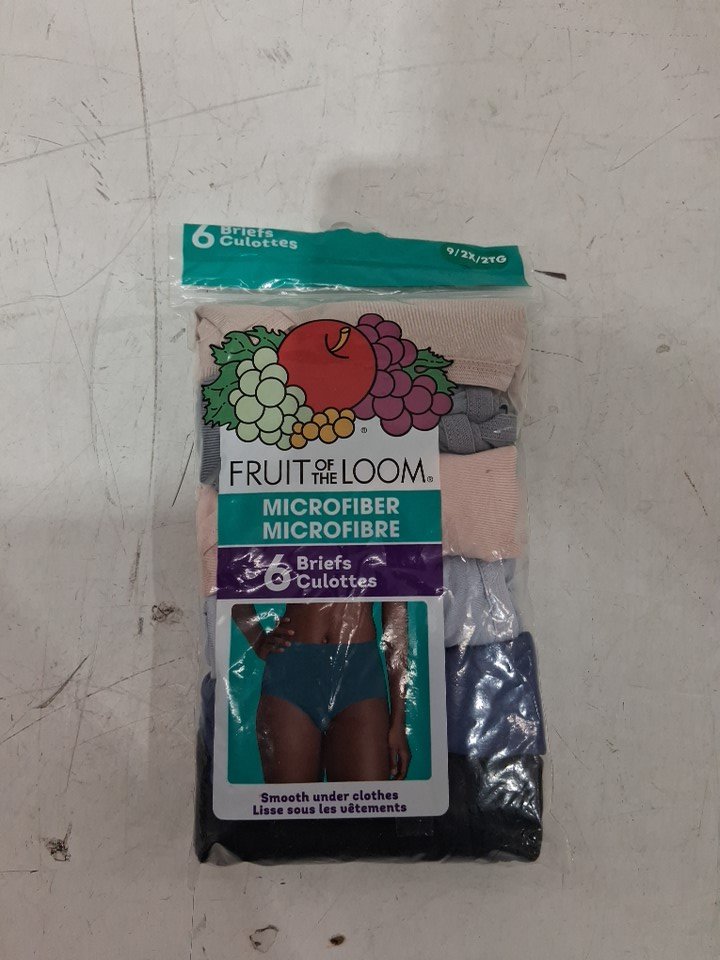 6 Briefs
Culottes
9/2X/2TG
®
FRUIT OF THE LOOM®
MICROFIBER
MICROFIBRE
6 Briefs
Culottes
Smooth under clothes
Lisse sous les vêtements